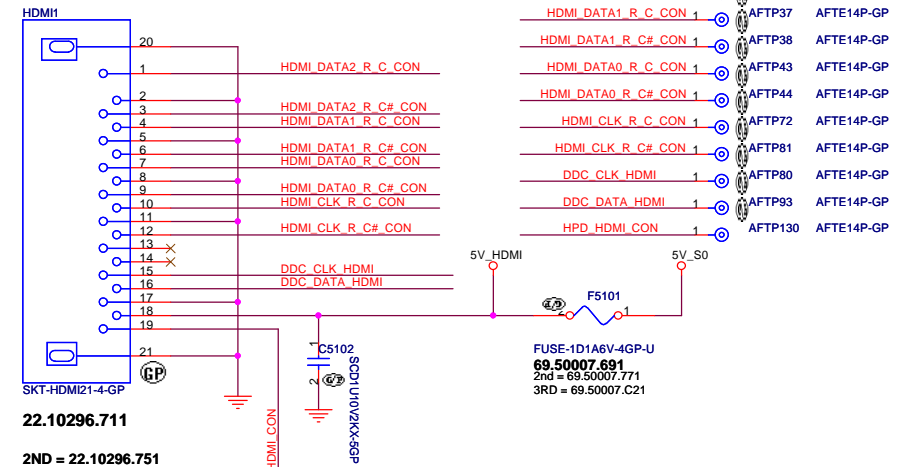 HDMI1
20
1 HDMI_DATA2_R_C_CON
2
3 HDMI_DATA2_R_C#_CON
4 HDMI_DATA1_R_C_CON
5
6 HDMI_DATA1_R_C#_CON
7 HDMI_DATA0_R_C_CON
8
9 HDMI_DATA0_R_C#_CON
10 HDMI_CLK_R_C_CON
11
12 HDMI_CLK_R_C#_CON
13
14
15 DDC_CLK_HDMI
16 DDC_DATA_HDMI
17
18
19
21
GP
SKT-HDMI21-4-GP
22.10296.711
2ND = 22.10296.751
HDMI_CON
1
C5102
2
SCD1U10V2KX-5GP
HDMI_DATA1_R_C_CON 1 AFTP37 AFTE14P-GP
HDMI_DATA1_R_C#_CON 1 AFTP38 AFTE14P-GP
HDMI_DATA0_R_C_CON 1 AFTP43 AFTE14P-GP
HDMI_DATA0_R_C#_CON 1 AFTP44 AFTE14P-GP
HDMI_CLK_R_C_CON 1 AFTP72 AFTE14P-GP
HDMI_CLK_R_C#_CON 1 AFTP81 AFTE14P-GP
DDC_CLK_HDMI 1 AFTP80 AFTE14P-GP
DDC_DATA_HDMI 1 AFTP93 AFTE14P-GP
HPD_HDMI_CON 1 AFTP130 AFTE14P-GP
5V_HDMI 5V_S0
F5101
2 1
FUSE-1D1A6V-4GP-U
69.50007.691
2nd = 69.50007.771
3RD = 69.50007.C21